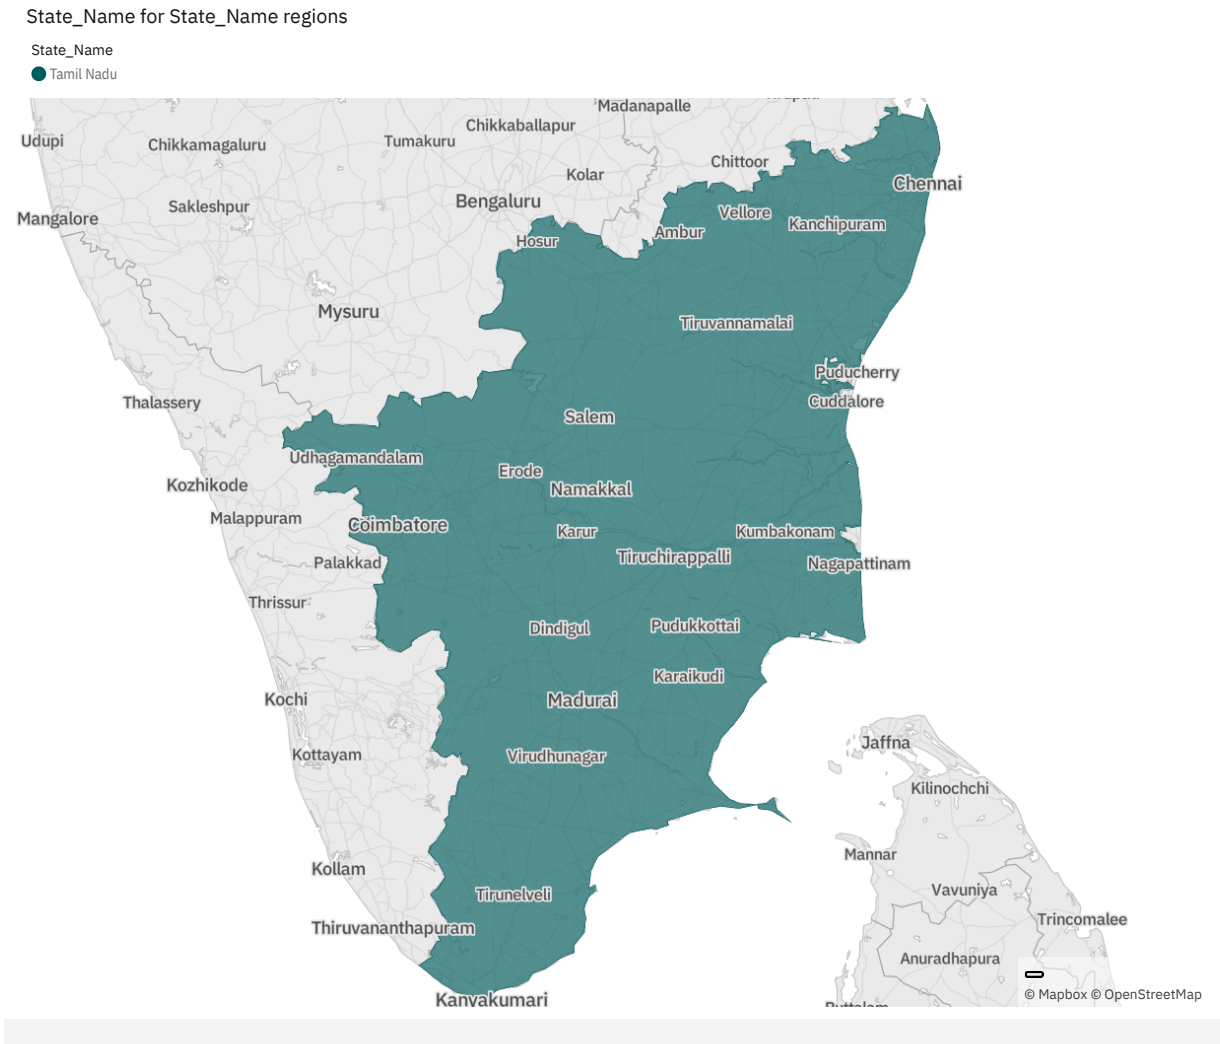 State_Name for State_Name regions
State_Name
Tamil Nadu
Madanapalle
Chikkaballapur
Udupi
Chikkamagaluru
Tumakuru
Chittoor
Kolar
Chennai
Bengaluru
Sakleshpur
Vellore
Mangalore
Kanchipuram
Ambur
Hosur
Mysuru
Tiruvannamalai
Puducherry
Thalassery
Cuddalore
Salem
Udhagamandalam
Erode
Kozhikode
Namakkal
Malappuram
Coimbatore
Karur
Kumbakonam
Tiruchirappalli
Palakkad
Nagapattinam
Thrissur
Dindigul
Pudukkottai
Karaikudi
Kochi
Madurai
Jaffna
Kottayam
Virudhunagar
Kilinochchi
Mannar
Kollam
Vavuniya
Tirunelveli
Trincomalee
Thiruvananthapuram
Anuradhapura
© Mapbox © OpenStreetMap
Kanyakumari